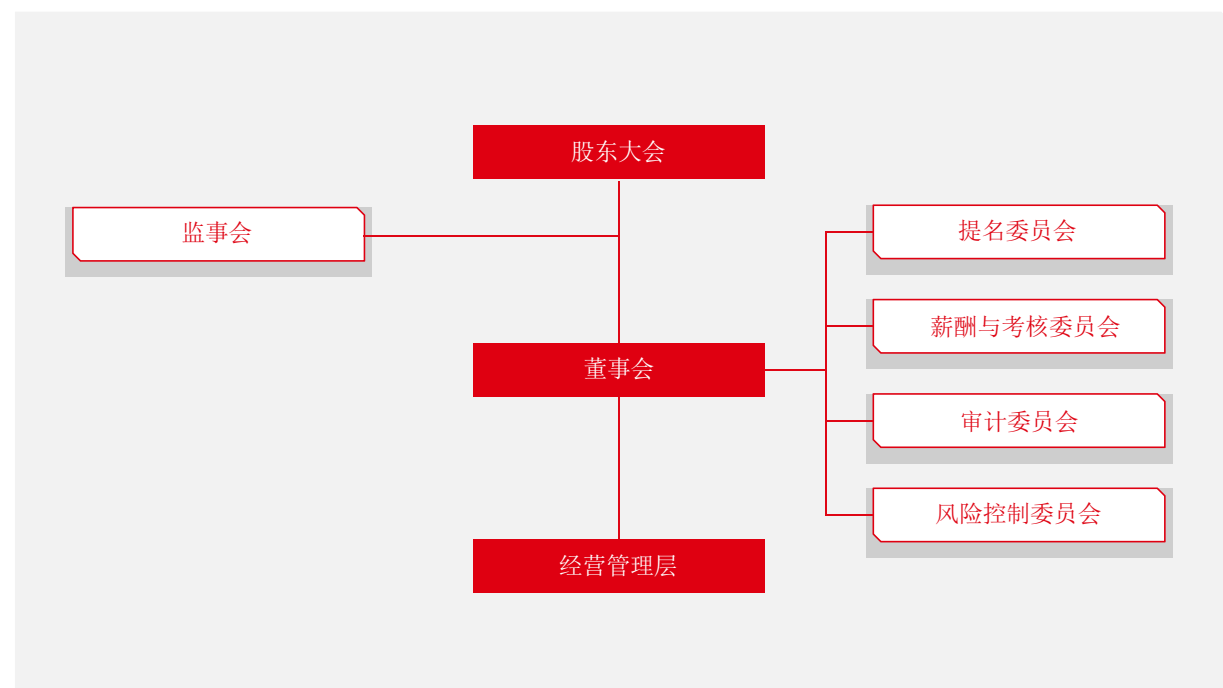 股东大会
监事会
提名委员会
薪酬与考核委员会
董事会
审计委员会
风险控制委员会
经营管理层